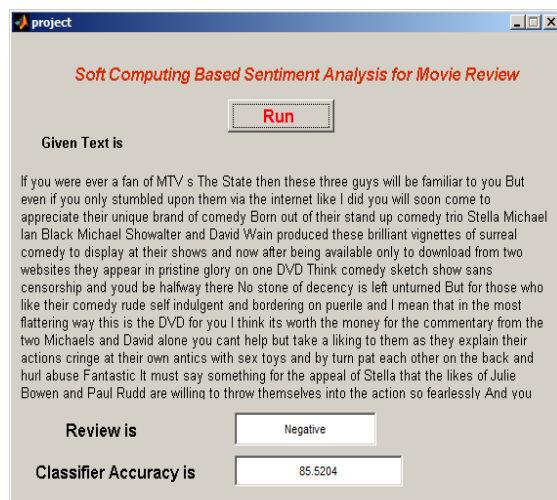 project
Soft Computing Based Sentiment Analysis for Movie Review
Run
Given Text is
If you were ever a fan of MTV s The State then these three guys will be familiar to you But
even if you only stumbled upon them via the internet like I did you will soon come to
appreciate their unique brand of comedy Born out of their stand up comedy trio Stella Michael
Ian Black Michael Showalter and David Wain produced these brilliant vignettes of surreal
comedy to display at their shows and now after being available only to download from two
websites they appear in pristine glory on one DVD Think comedy sketch show sans
censorship and youd be halfway there No stone of decency is left unturned But for those who
like their comedy rude self indulgent and bordering on puerile and I mean that in the most
flattering way this is the DVD for you I think its worth the money for the commentary from the
two Michaels and David alone you cant help but take a liking to them as they explain their
actions cringe at their own antics with sex toys and by turn pat each other on the back and
hurl abuse Fantastic It must say something for the appeal of Stella that the likes of Julie
Bowen and Paul Rudd are willing to throw themselves into the action so fearlessly And you
Review is Negative
Classifier Accuracy is 85.5204